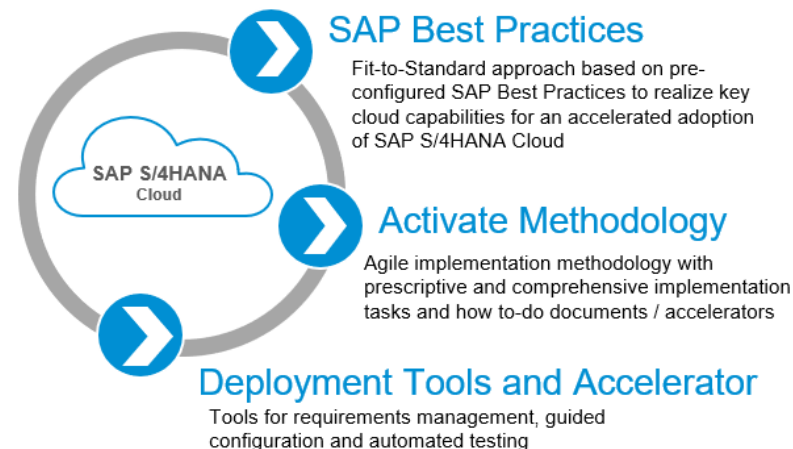 SAP Best Practices
Fit-to-Standard approach based on pre-
configured SAP Best Practices to realize key
cloud capabilities for an accelerated adoption
of SAP S/4HANA Cloud
SAP S/4HANA
Cloud
Activate Methodology
Agile implementation methodology with
prescriptive and comprehensive implementation
tasks and how to-do documents / accelerators
Deployment Tools and Accelerator
Tools for requirements management, guided
configuration and automated testing